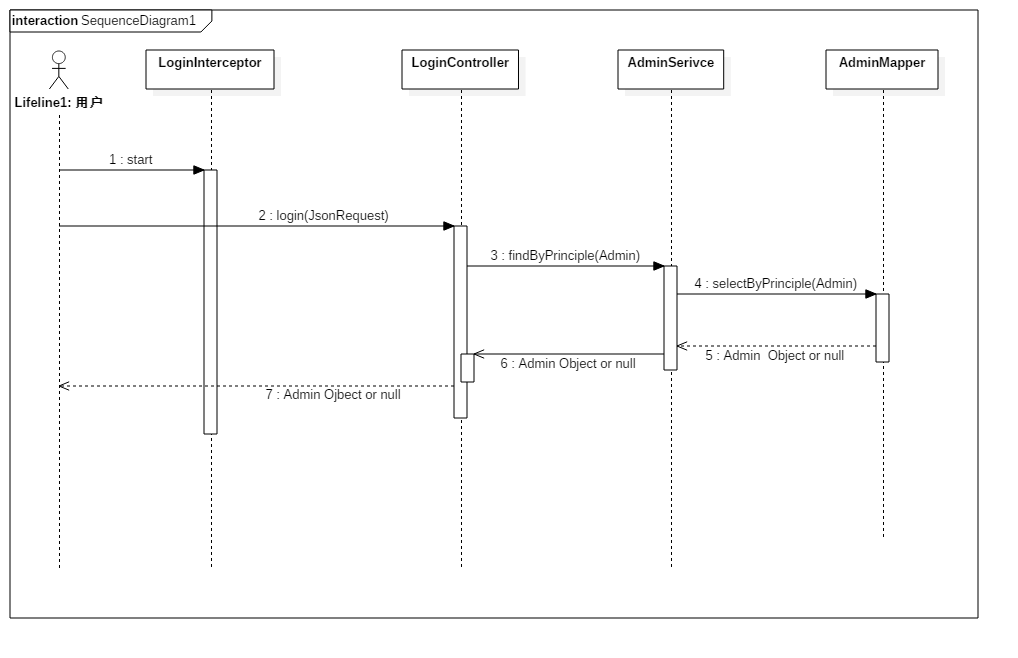 interaction SequenceDiagram1
LoginInterceptor
LoginController
AdminSerivce
AdminMapper
Lifeline1: 用户
1 : start
2 : login(JsonRequest)
3 : findByPrinciple(Admin)
4 : selectByPrinciple(Admin)
5 : Admin  Object or null
6 : Admin Object or null
7 : Admin Ojbect or null